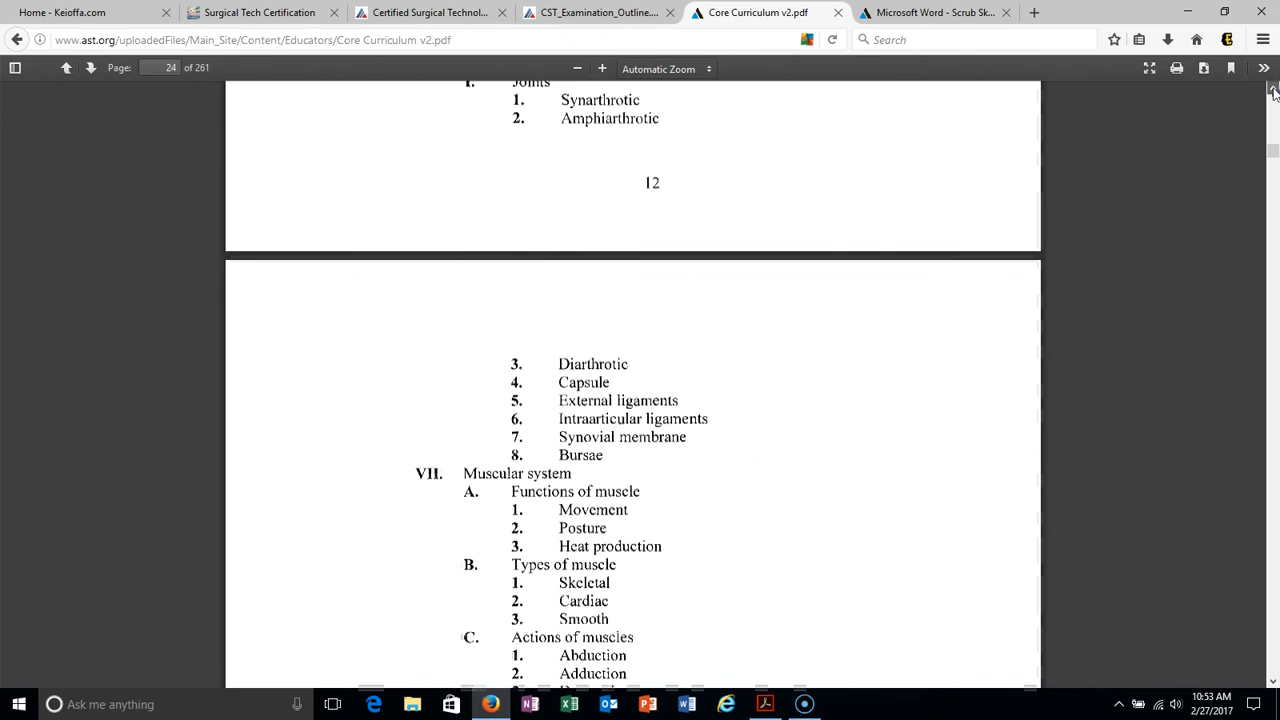 Home - Keioffa.com
Surgical Tech Certification
Certified Surgical Technol...
CST_Examination_Outline...
Core Curriculum v2.pdf
Microsoft Word - Scrub Sk...
www.ast.org/uploadedFiles/Main_Site/Content/Educators/Core Curriculum v2.pdf
Search
Page: 24 of 261
Automatic Zoom
1. Synarthrotic
2. Amphiarthrotic
12
3. Diarthrotic
4. Capsule
5. External ligaments
6. Intraarticular ligaments
7. Synovial membrane
8. Bursae
VII. Muscular system
A. Functions of muscle
1. Movement
2. Posture
3. Heat production
B. Types of muscle
1. Skeletal
2. Cardiac
3. Smooth
C. Actions of muscles
1. Abduction
2. Adduction
Ask me anything
10:53 AM
2/27/2017